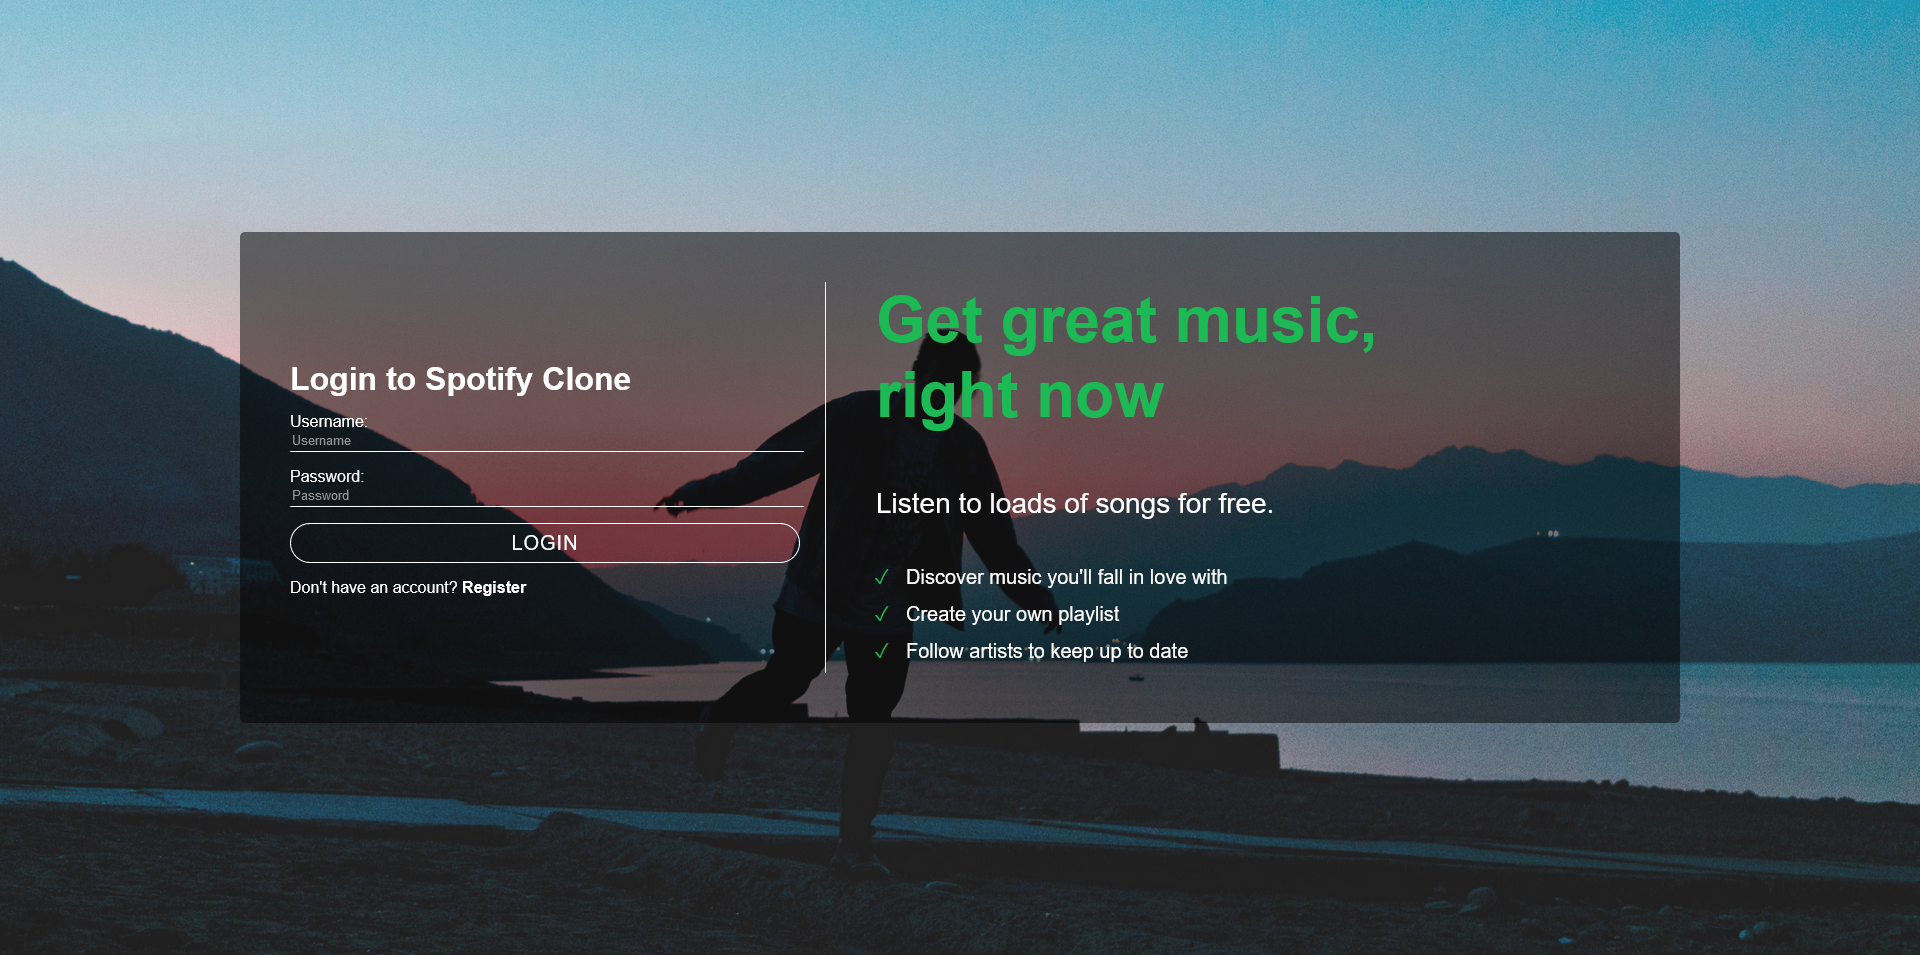 Login to Spotify Clone
Username:
Username
Password:
Password
LOGIN
Don't have an account? Register
Get great music,
right now
Listen to loads of songs for free.
✓ Discover music you'll fall in love with
✓ Create your own playlist
✓ Follow artists to keep up to date